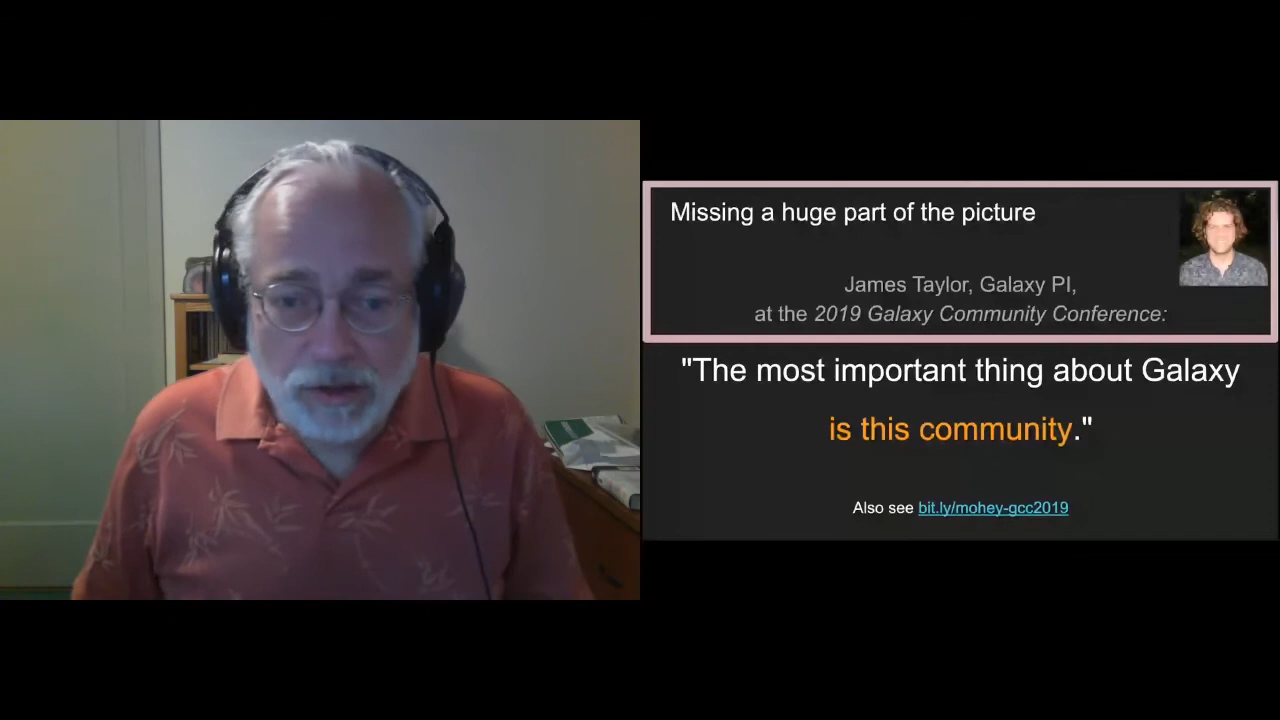 Missing a huge part of the picture
James Taylor, Galaxy PI,
at the 2019 Galaxy Community Conference:
"The most important thing about Galaxy
is this community."
Also see bit.ly/mohey-gcc2019